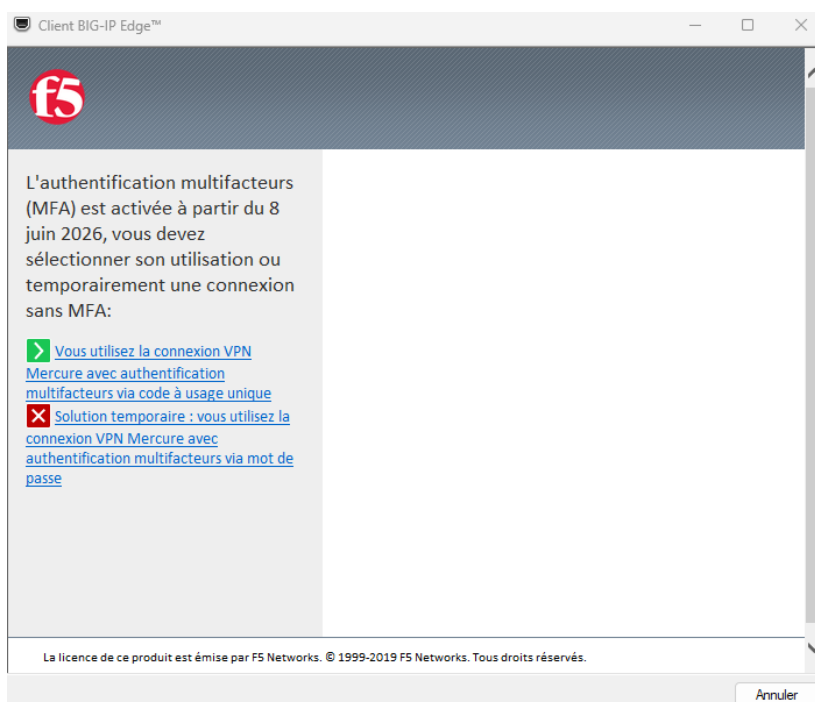 Client BIG-IP Edge™
f5
L'authentification multifacteurs
(MFA) est activée à partir du 8
juin 2026, vous devez
sélectionner son utilisation ou
temporairement une connexion
sans MFA:
Vous utilisez la connexion VPN
Mercure avec authentification
multifacteurs via code à usage unique
Solution temporaire : vous utilisez la
connexion VPN Mercure avec
authentification multifacteurs via mot de
passe
La licence de ce produit est émise par F5 Networks. © 1999-2019 F5 Networks. Tous droits réservés.
Annuler